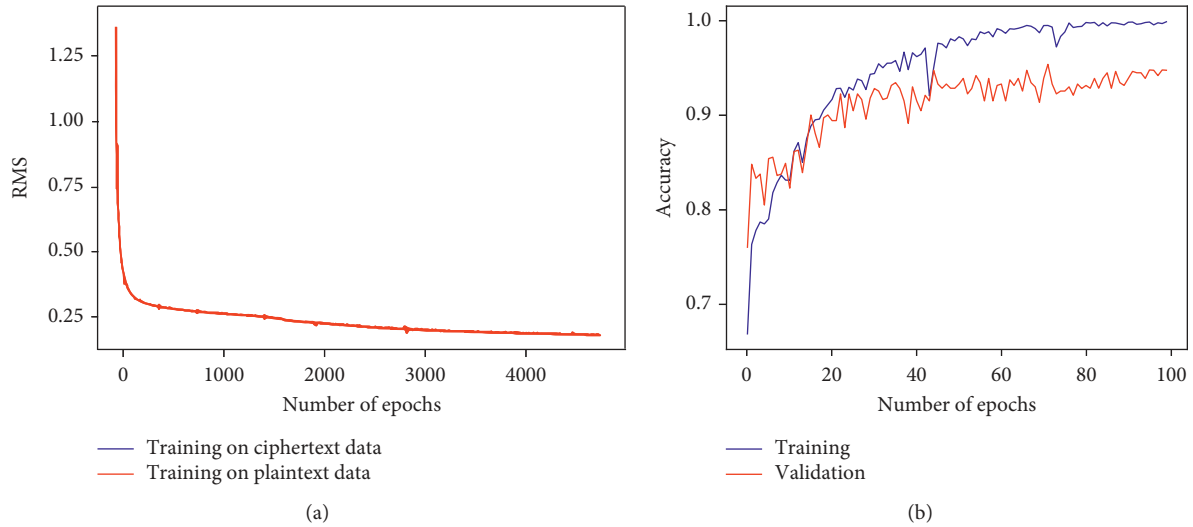 1.25
1.00
0.75
0.50
0.25
RMS
0 1000 2000 3000 4000
Number of epochs
Training on ciphertext data
Training on plaintext data
(a)
1.0
0.9
0.8
0.7
Accuracy
0 20 40 60 80 100
Number of epochs
Training
Validation
(b)